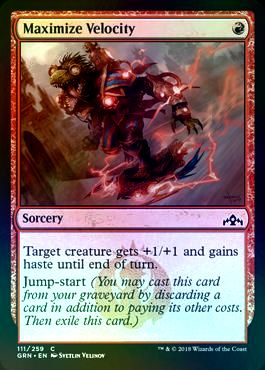 Maximize Velocity
Sorcery
Target creature gets +1/+1 and gains
haste until end of turn.
Jump-start (You may cast this card
from your graveyard by discarding a
card in addition to paying its other costs.
Then exile this card.)
111/259 C
GRN • EN SVETLIN VELINOV
™ & © 2018 Wizards of the Coast